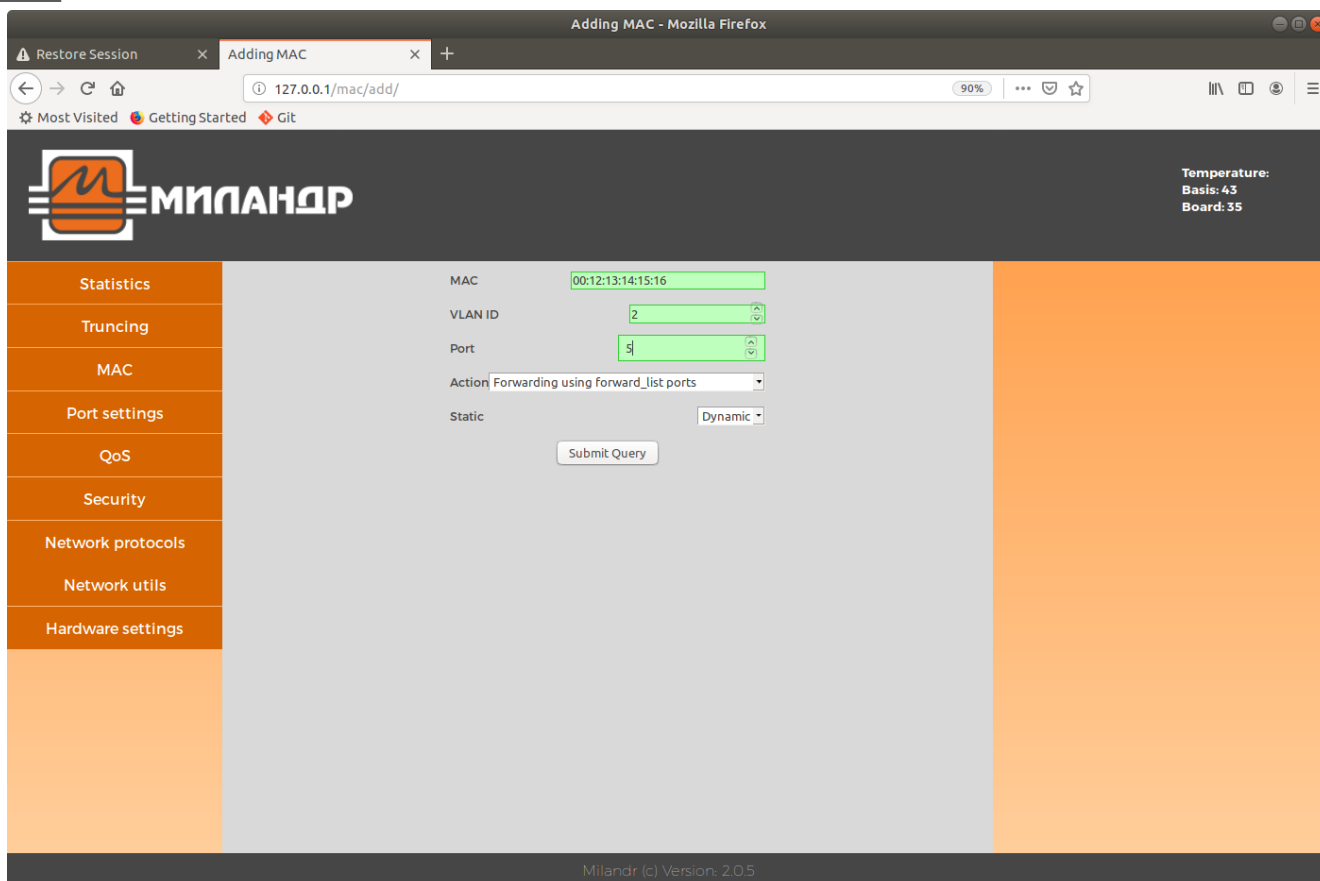 Adding MAC - Mozilla Firefox
Restore Session
Adding MAC
127.0.0.1/mac/add/
90%
Most Visited
Getting Started
Git
МИЛАНДР
Temperature:
Basis: 43
Board: 35
Statistics
Truncing
MAC
Port settings
QoS
Security
Network protocols
Network utils
Hardware settings
MAC 00:12:13:14:15:16
VLAN ID 2
Port 5
Action Forwarding using forward_list ports
Static Dynamic
Submit Query
Milandr (c) Version: 2.0.5